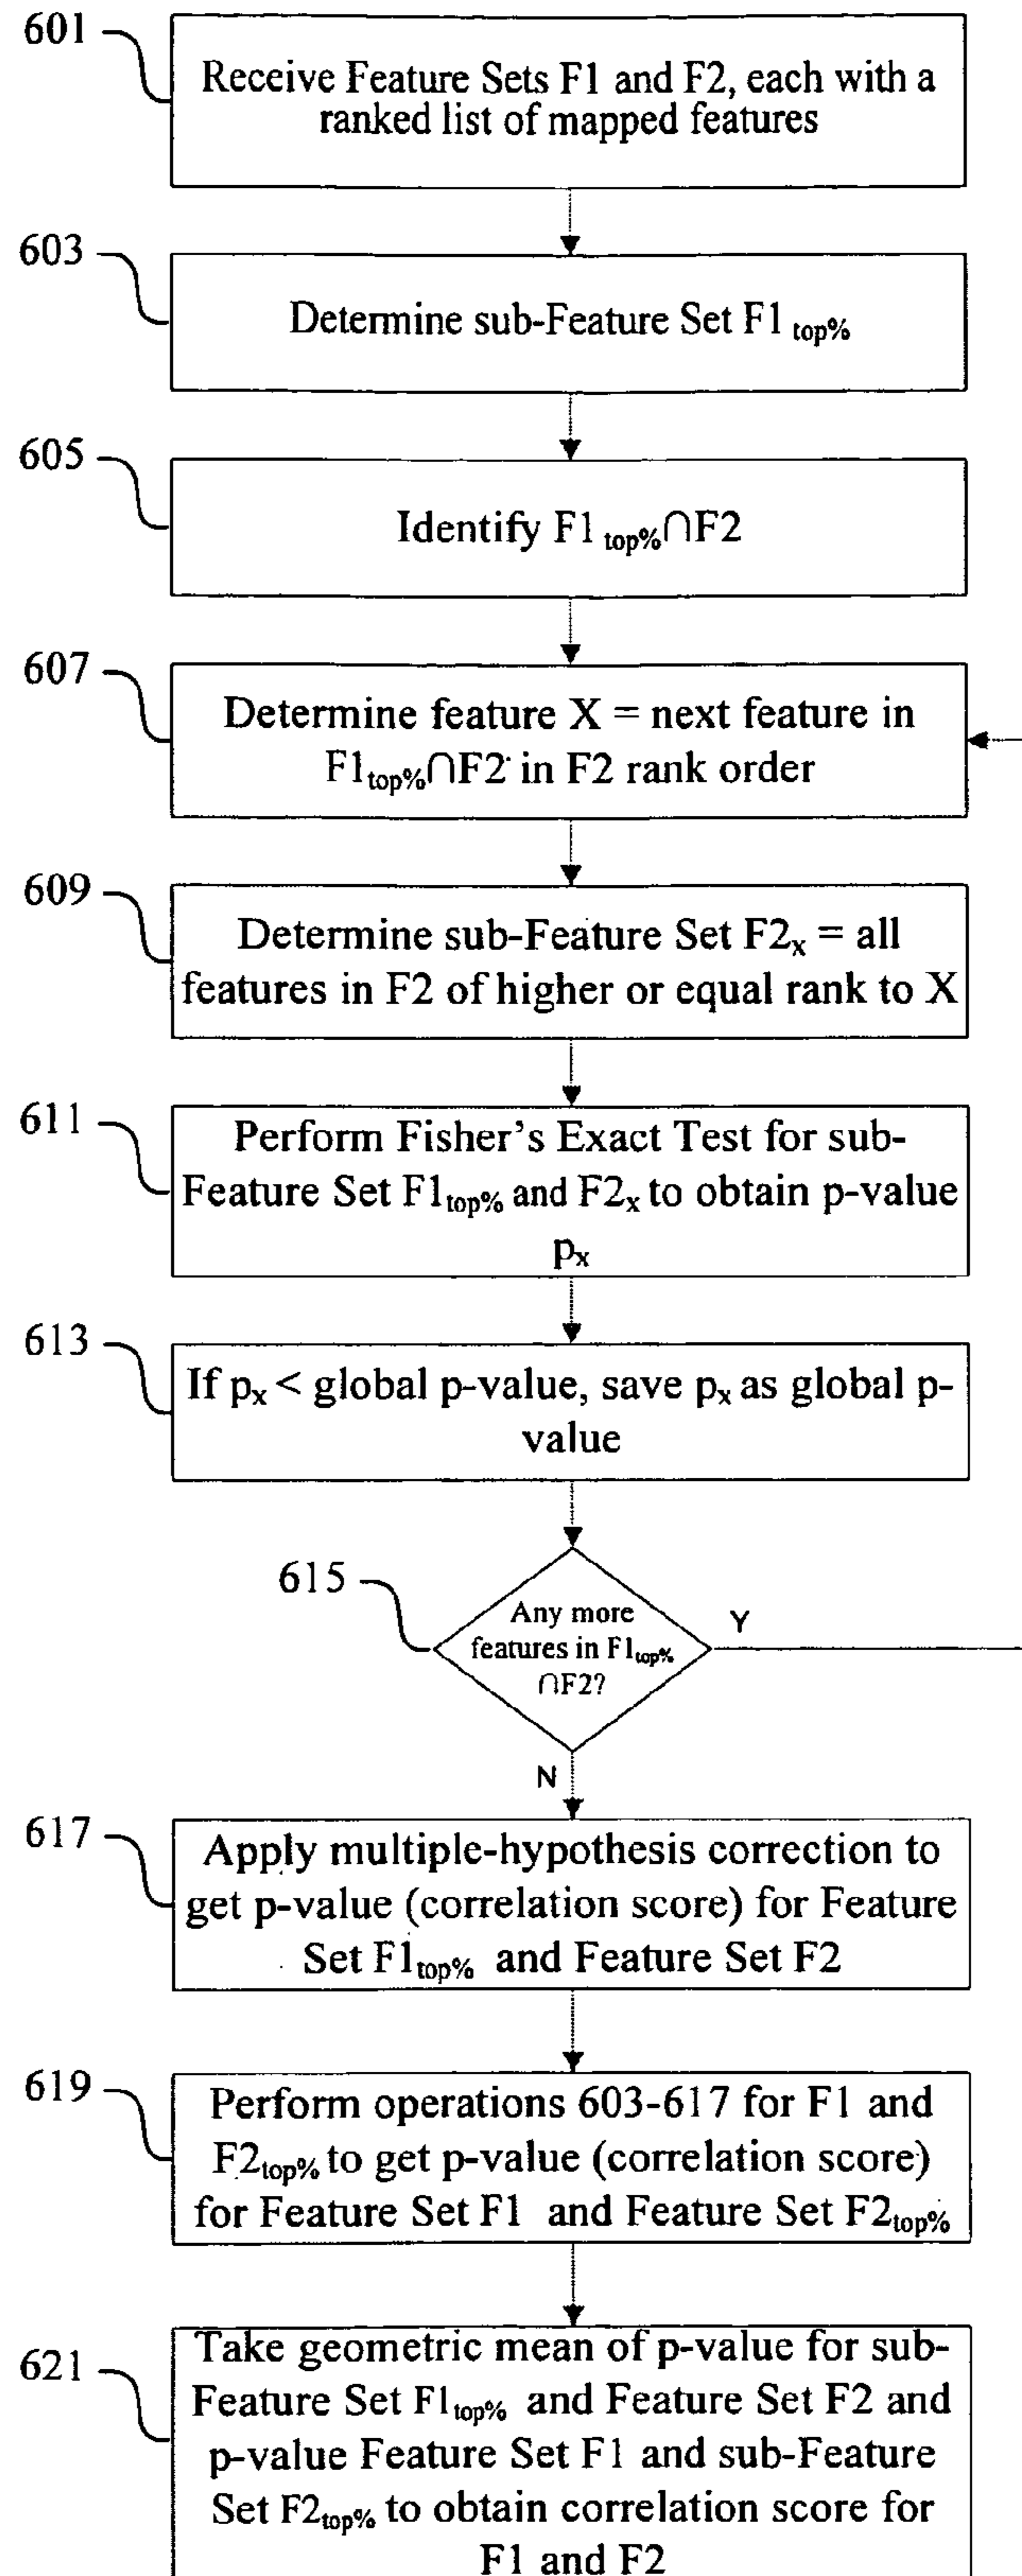 601
Receive Feature Sets F1 and F2, each with a
ranked list of mapped features
603
Determine sub-Feature Set F1 top%
605
Identify F1 top%∩F2
607
Determine feature X = next feature in
F1top%∩F2 in F2 rank order
609
Determine sub-Feature Set F2x = all
features in F2 of higher or equal rank to X
611
Perform Fisher's Exact Test for sub-
Feature Set F1top% and F2x to obtain p-value
px
613
If px < global p-value, save px as global p-
value
615
Any more
features in F1top%
∩F2?
Y
N
617
Apply multiple-hypothesis correction to
get p-value (correlation score) for Feature
Set F1top% and Feature Set F2
619
Perform operations 603-617 for F1 and
F2top% to get p-value (correlation score)
for Feature Set F1 and Feature Set F2top%
621
Take geometric mean of p-value for sub-
Feature Set F1top% and Feature Set F2 and
p-value Feature Set F1 and sub-Feature
Set F2top% to obtain correlation score for
F1 and F2